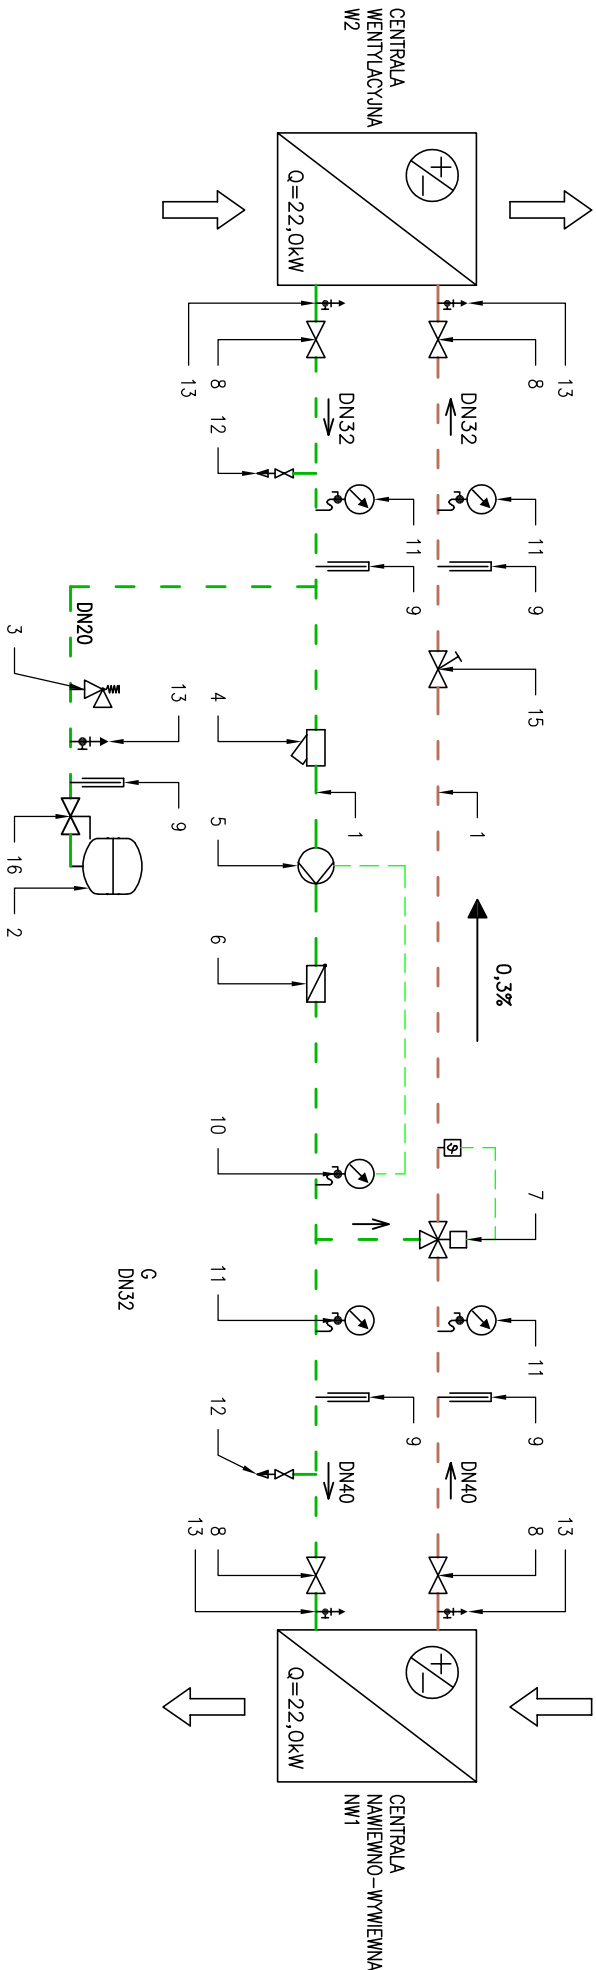 13
13
8
11
9
15
7
11
9
8
0,3%
1
DN32
DN40
11
9
9
CENTRALA
WENTYLACYJNA
W2
CENTRALA
NAWIEWNO-WYWIEWNA
NW1
1
DN32
DN40
Q=22,0kW
Q=22,0kW
8
12
4
5
6
10
11
12
8
13
13
13
9
G
DN32
DN20
3
16
2